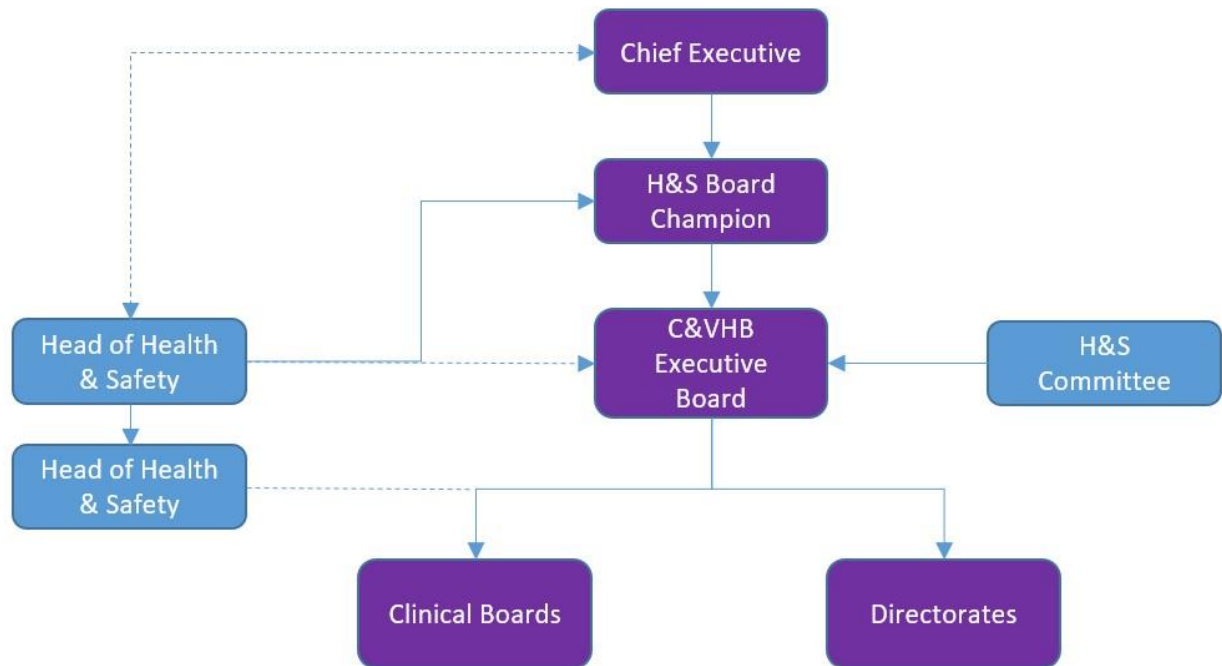 Chief Executive
H&S Board
Champion
Head of Health
& Safety
C&VHB
Executive
Board
H&S
Committee
Head of Health
& Safety
Clinical Boards
Directorates